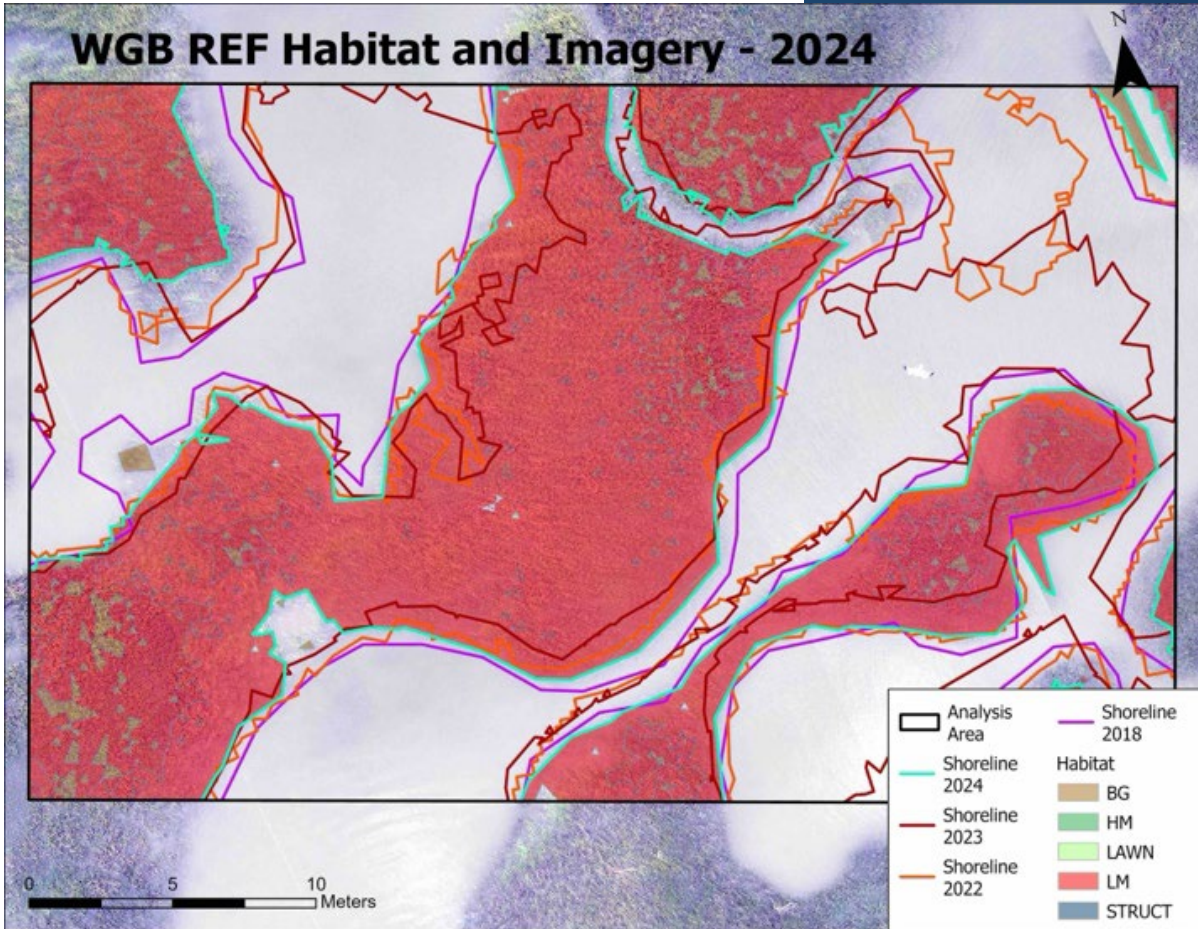 WGB REF Habitat and Imagery - 2024
N
Analysis
Area
Shoreline
2024
Shoreline
2023
Shoreline
2022
Shoreline
2018
Habitat
BG
HM
LAWN
LM
STRUCT
0 5 10
Meters